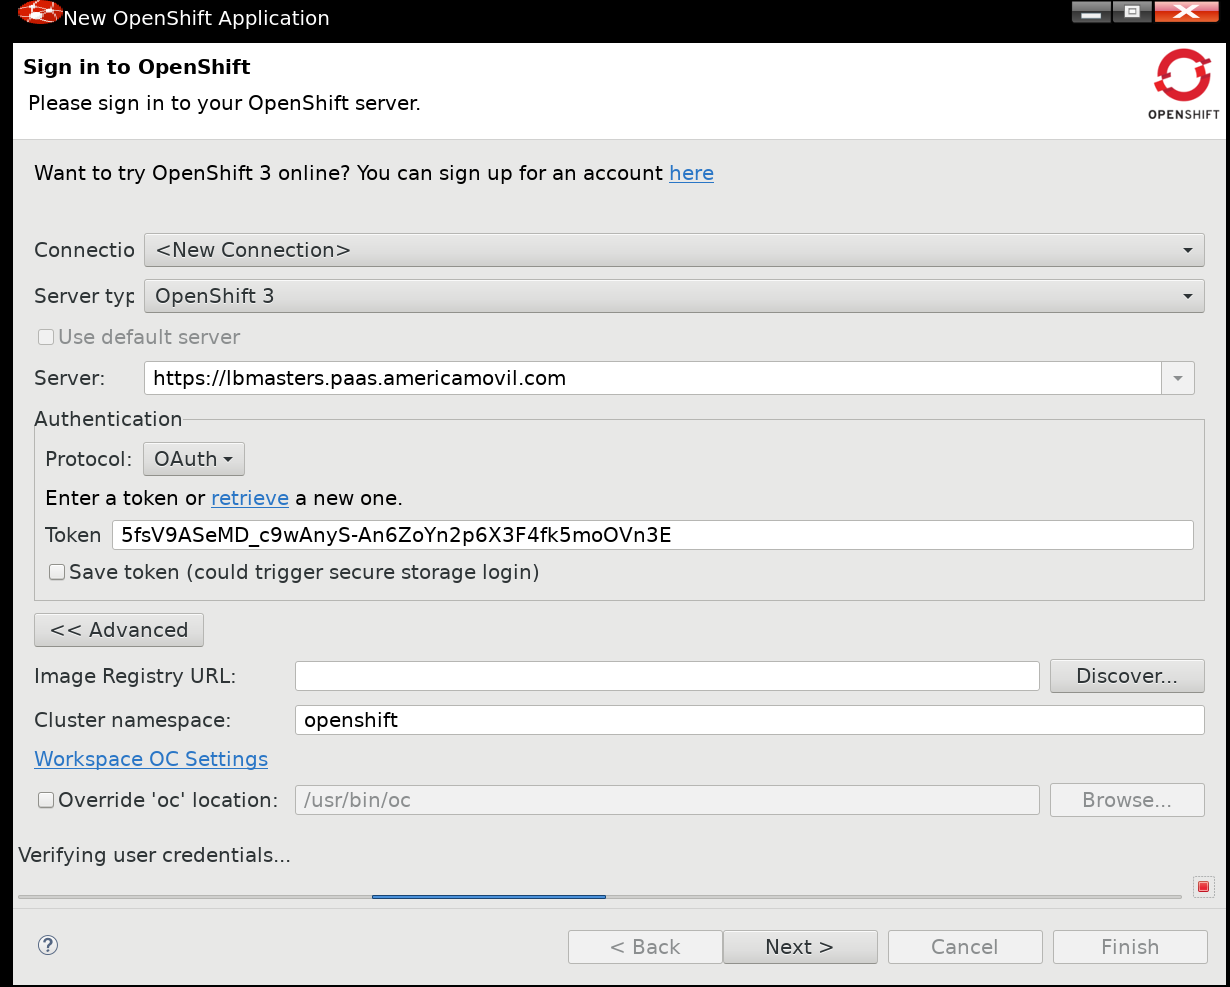 New OpenShift Application
Sign in to OpenShift
Please sign in to your OpenShift server.
OPENSHIFT
Want to try OpenShift 3 online? You can sign up for an account here
Connectio <New Connection>
Server typ OpenShift 3
Use default server
Server: https://lbmasters.paas.americamovil.com
Authentication
Protocol: OAuth
Enter a token or retrieve a new one.
Token 5fsV9ASeMD_c9wAnyS-An6ZoYn2p6X3F4fk5moOVn3E
Save token (could trigger secure storage login)
<< Advanced
Image Registry URL: Discover...
Cluster namespace: openshift
Workspace OC Settings
Override 'oc' location: /usr/bin/oc Browse...
Verifying user credentials...
? < Back Next > Cancel Finish